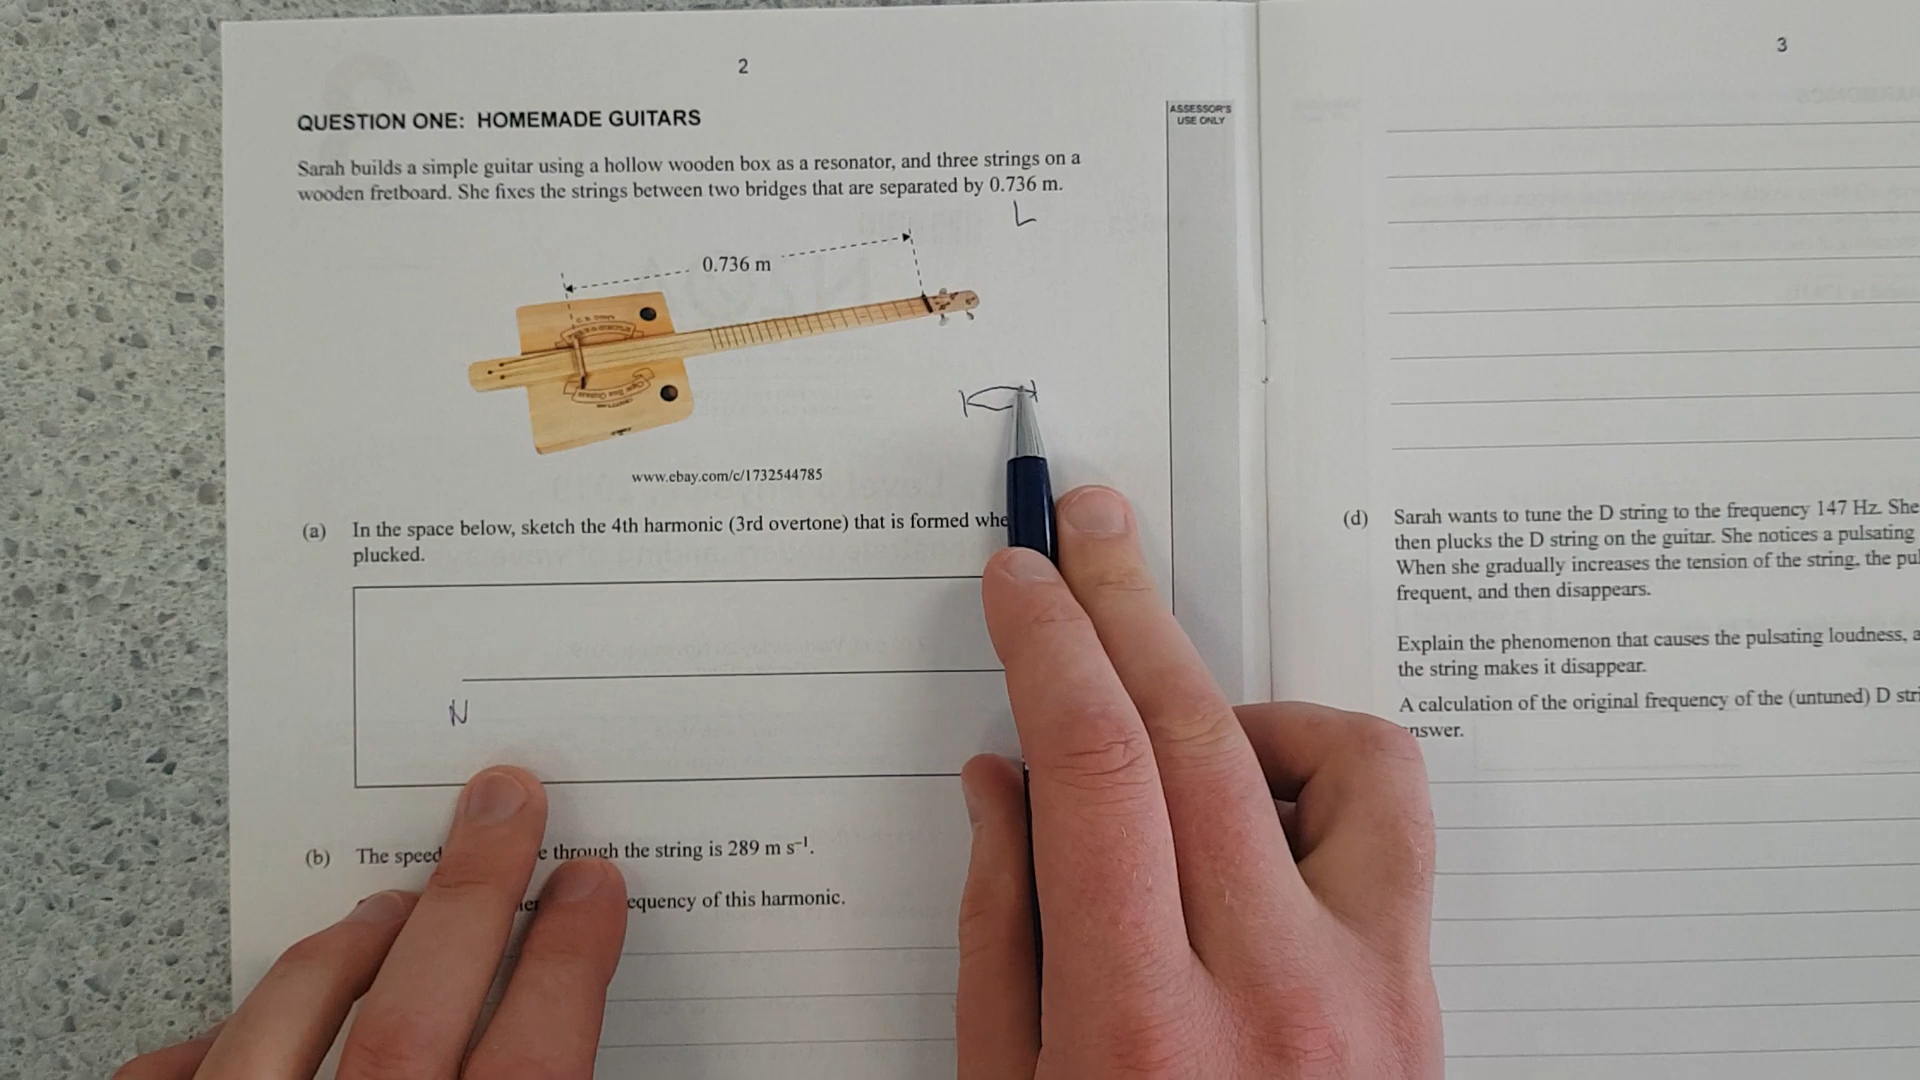 2
QUESTION ONE: HOMEMADE GUITARS
ASSESSOR'S
USE ONLY
Sarah builds a simple guitar using a hollow wooden box as a resonator, and three strings on a
wooden fretboard. She fixes the strings between two bridges that are separated by 0.736 m.
L
0.736 m
www.ebay.com/c/1732544785
(a) In the space below, sketch the 4th harmonic (3rd overtone) that is formed whe
plucked.
N
(b) The speed e through the string is 289 m s⁻¹.
equency of this harmonic.
3
(d) Sarah wants to tune the D string to the frequency 147 Hz. She
then plucks the D string on the guitar. She notices a pulsating
When she gradually increases the tension of the string, the pul
frequent, and then disappears.
Explain the phenomenon that causes the pulsating loudness, a
the string makes it disappear.
A calculation of the original frequency of the (untuned) D stri
nswer.